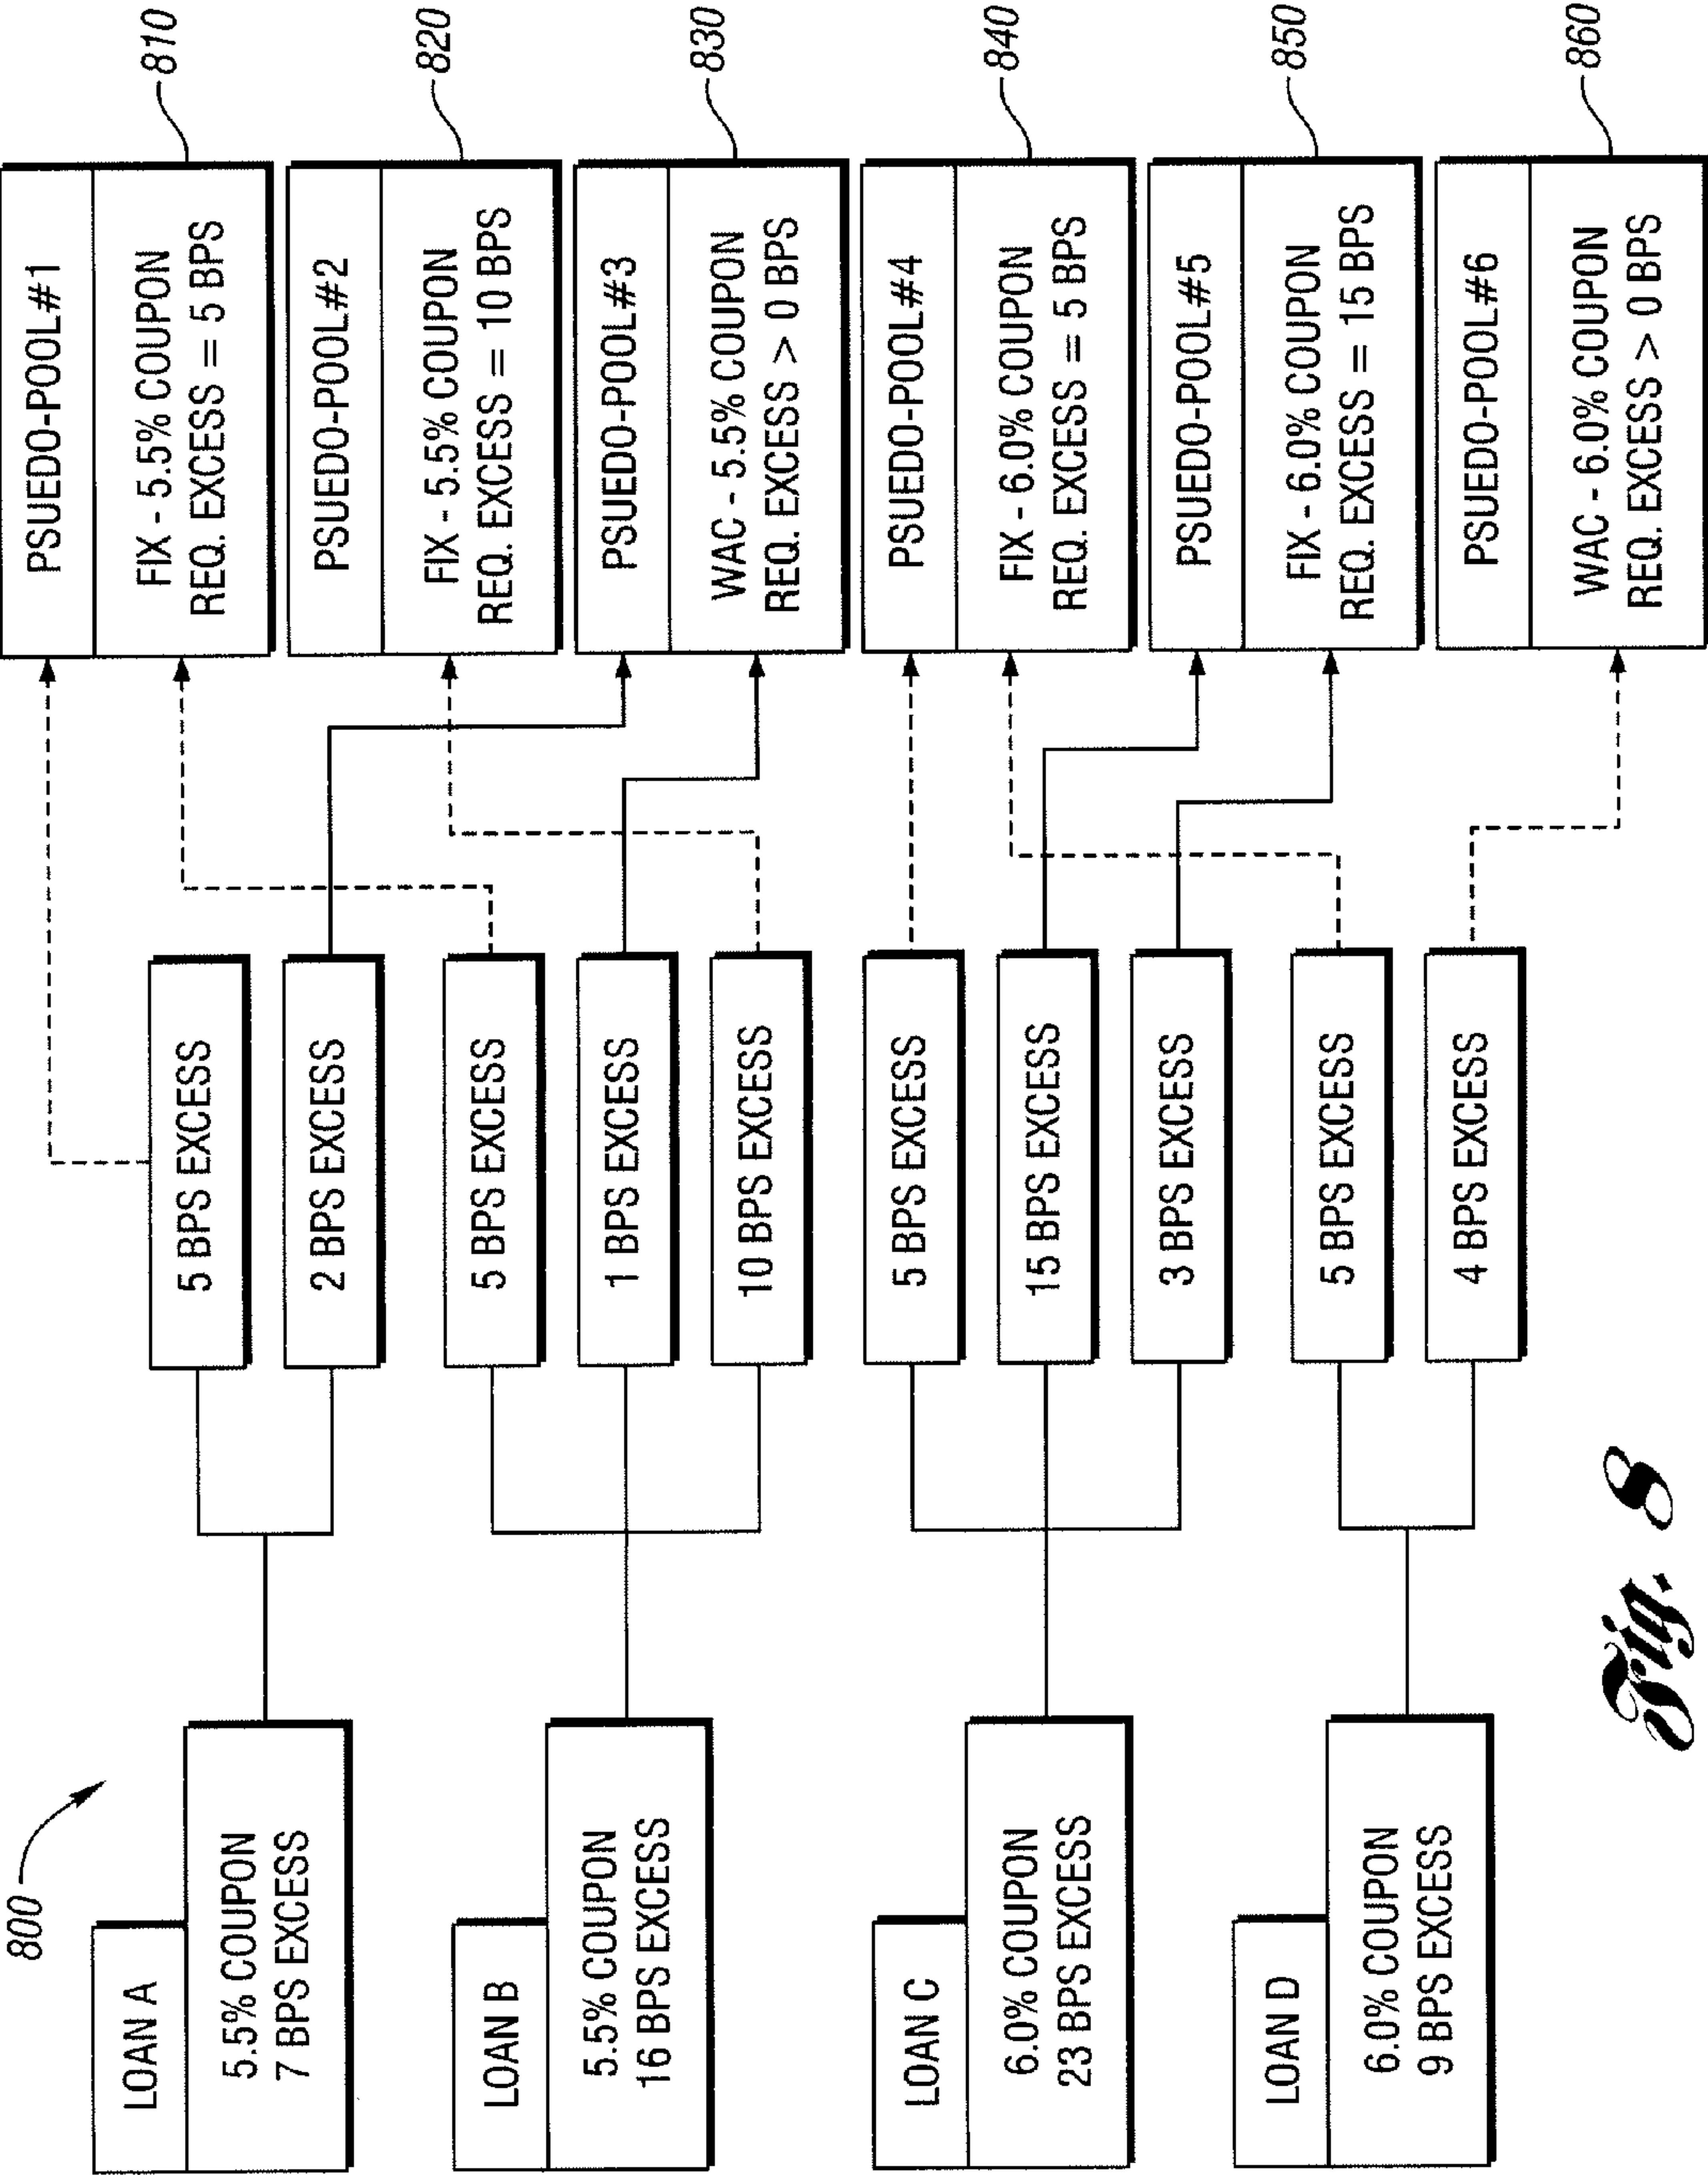 800
LOAN A
5.5% COUPON
7 BPS EXCESS
LOAN B
5.5% COUPON
16 BPS EXCESS
LOAN C
6.0% COUPON
23 BPS EXCESS
LOAN D
6.0% COUPON
9 BPS EXCESS
5 BPS EXCESS
2 BPS EXCESS
5 BPS EXCESS
1 BPS EXCESS
10 BPS EXCESS
5 BPS EXCESS
15 BPS EXCESS
3 BPS EXCESS
5 BPS EXCESS
4 BPS EXCESS
PSUEDO-POOL #1
FIX - 5.5% COUPON
REQ. EXCESS = 5 BPS
810
PSUEDO-POOL #2
FIX - 5.5% COUPON
REQ. EXCESS = 10 BPS
820
PSUEDO-POOL #3
WAC - 5.5% COUPON
REQ. EXCESS > 0 BPS
830
PSUEDO-POOL #4
FIX - 6.0% COUPON
REQ. EXCESS = 5 BPS
840
PSUEDO-POOL #5
FIX - 6.0% COUPON
REQ. EXCESS = 15 BPS
850
PSUEDO-POOL #6
WAC - 6.0% COUPON
REQ. EXCESS > 0 BPS
860
Fig. 8